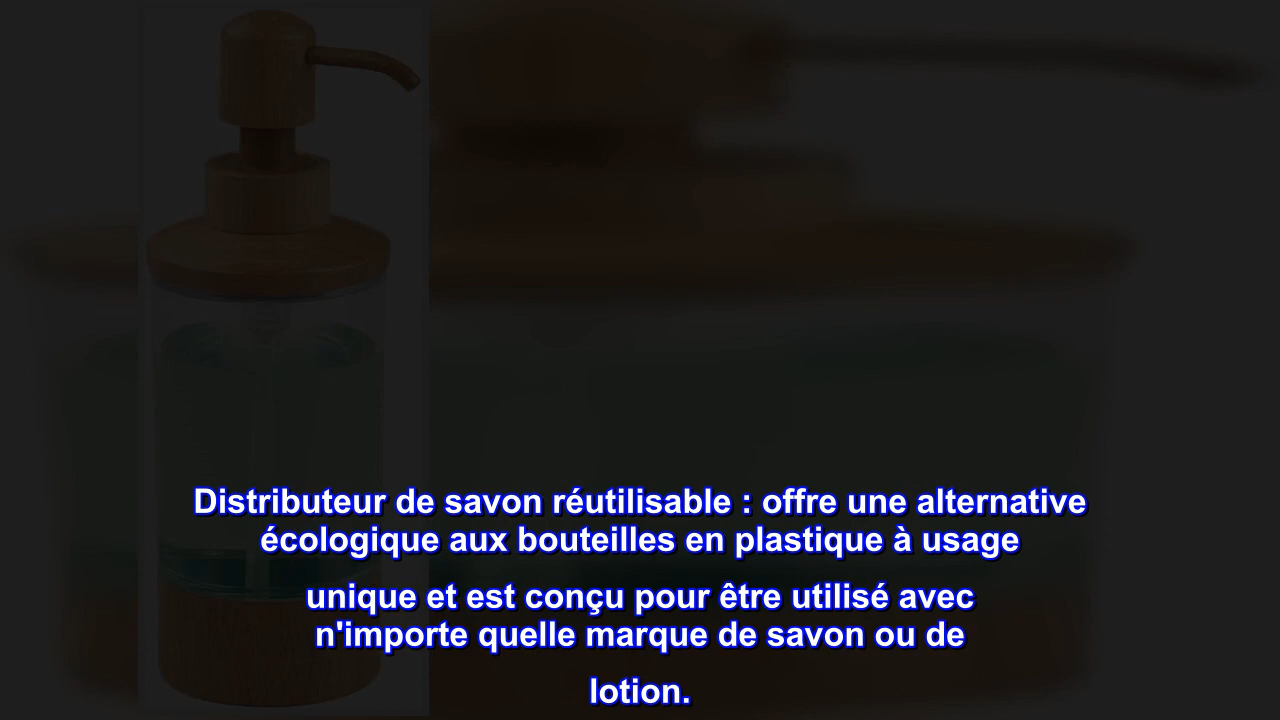 Distributeur de savon réutilisable : offre une alternative
écologique aux bouteilles en plastique à usage
unique et est conçu pour être utilisé avec
n'importe quelle marque de savon ou de
lotion.